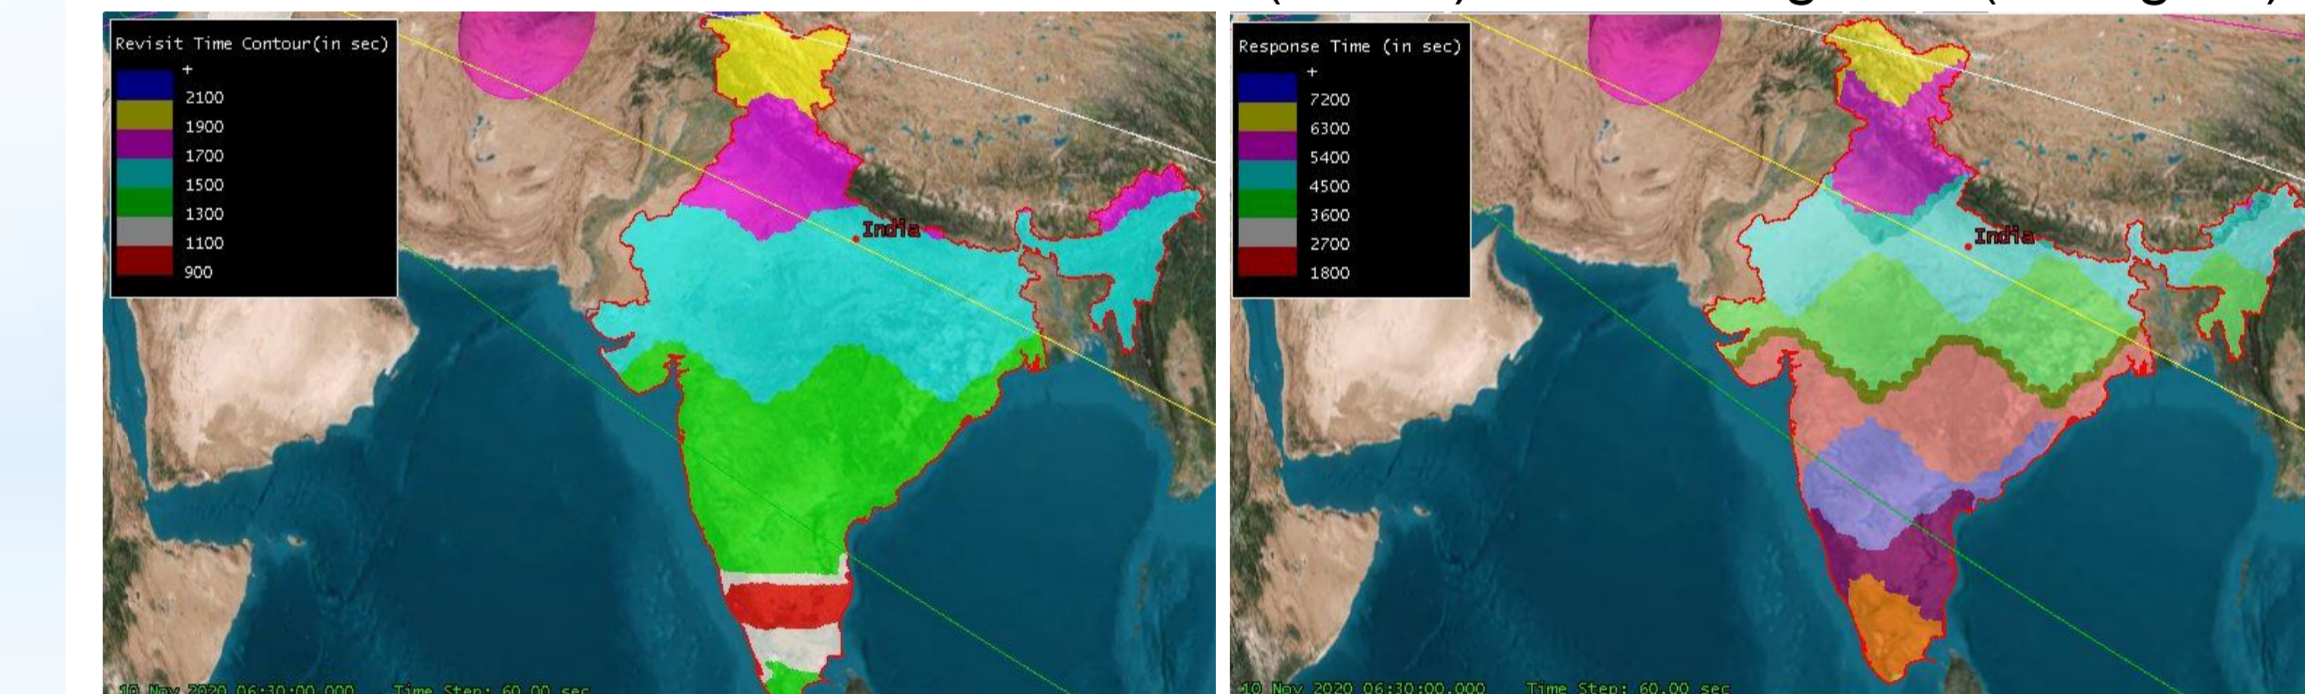 Revisit Time Contour(in sec)
+
2100
1900
1700
1500
1300
1100
900
India
10 Nov 2020 06:30:00.000 Time Step: 60.00 sec
Response Time (in sec)
+
7200
6300
5400
4500
3600
2700
1800
India
10 Nov 2020 06:30:00.000 Time Step: 60.00 sec